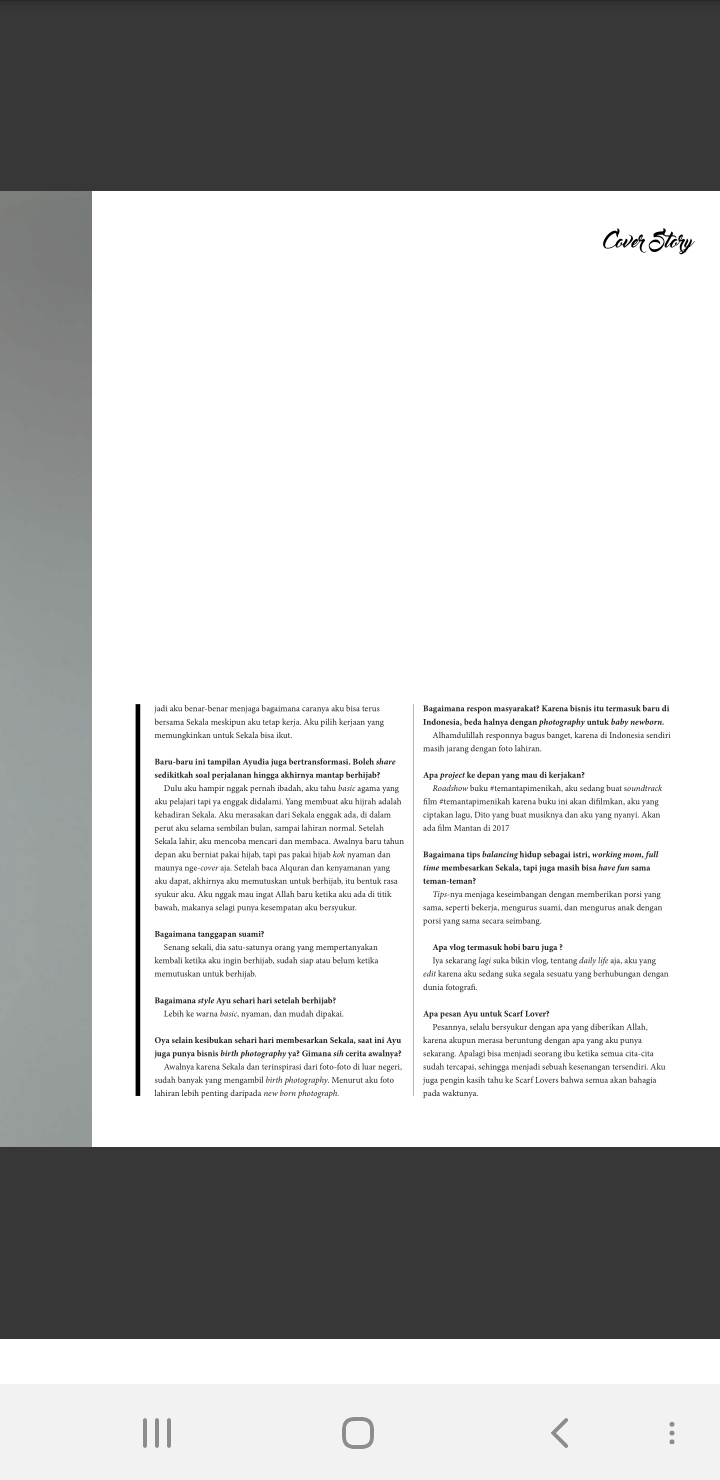 Cover Story
jadi aku benar-benar menjaga bagaimana caranya aku bisa terus
bersama Sekala meskipun aku tetap kerja. Aku pilih kerjaan yang
memungkinkan untuk Sekala bisa ikut.
Baru-baru ini tampilan Ayudia juga bertransformasi. Boleh share
sedikitkah soal perjalanan hingga akhirnya mantap berhijab?
Dulu aku hampir nggak pernah ibadah, aku tahu basic agama yang
aku pelajari tapi ya enggak didalami. Yang membuat aku hijrah adalah
kehadiran Sekala. Aku merasakan dari Sekala enggak ada, di dalam
perut aku selama sembilan bulan, sampai lahiran normal. Setelah
Sekala lahir, aku mencoba mencari dan membaca. Awalnya baru tahun
depan aku berniat pakai hijab, tapi pas pakai hijab kok nyaman dan
maunya nge-cover aja. Setelah baca Alquran dan kenyamanan yang
aku dapat, akhirnya aku memutuskan untuk berhijab, itu bentuk rasa
syukur aku. Aku nggak mau ingat Allah baru ketika aku ada di titik
bawah, makanya selagi punya kesempatan aku bersyukur.
Bagaimana tanggapan suami?
Senang sekali, dia satu-satunya orang yang mempertanyakan
kembali ketika aku ingin berhijab, sudah siap atau belum ketika
memutuskan untuk berhijab.
Bagaimana style Ayu sehari hari setelah berhijab?
Lebih ke warna basic, nyaman, dan mudah dipakai.
Oya selain kesibukan sehari hari membesarkan Sekala, saat ini Ayu
juga punya bisnis birth photography ya? Gimana sih cerita awalnya?
Awalnya karena Sekala dan terinspirasi dari foto-foto di luar negeri,
sudah banyak yang mengambil birth photography. Menurut aku foto
lahiran lebih penting daripada new born photograph.
Bagaimana respon masyarakat? Karena bisnis itu termasuk baru di
Indonesia, beda halnya dengan photography untuk baby newborn.
Alhamdulillah responnya bagus banget, karena di Indonesia sendiri
masih jarang dengan foto lahiran.
Apa project ke depan yang mau di kerjakan?
Roadshow buku #temantapimenikah, aku sedang buat soundtrack
film #temantapimenikah karena buku ini akan difilmkan, aku yang
ciptakan lagu, Dito yang buat musiknya dan aku yang nyanyi. Akan
ada film Mantan di 2017
Bagaimana tips balancing hidup sebagai istri, working mom, full
time membesarkan Sekala, tapi juga masih bisa have fun sama
teman-teman?
Tips-nya menjaga keseimbangan dengan memberikan porsi yang
sama, seperti bekerja, mengurus suami, dan mengurus anak dengan
porsi yang sama secara seimbang.
Apa vlog termasuk hobi baru juga ?
Iya sekarang lagi suka bikin vlog, tentang daily life aja, aku yang
edit karena aku sedang suka segala sesuatu yang berhubungan dengan
dunia fotografi.
Apa pesan Ayu untuk Scarf Lover?
Pesannya, selalu bersyukur dengan apa yang diberikan Allah,
karena akupun merasa beruntung dengan apa yang aku punya
sekarang. Apalagi bisa menjadi seorang ibu ketika semua cita-cita
sudah tercapai, sehingga menjadi sebuah kesenangan tersendiri. Aku
juga pengin kasih tahu ke Scarf Lovers bahwa semua akan bahagia
pada waktunya.